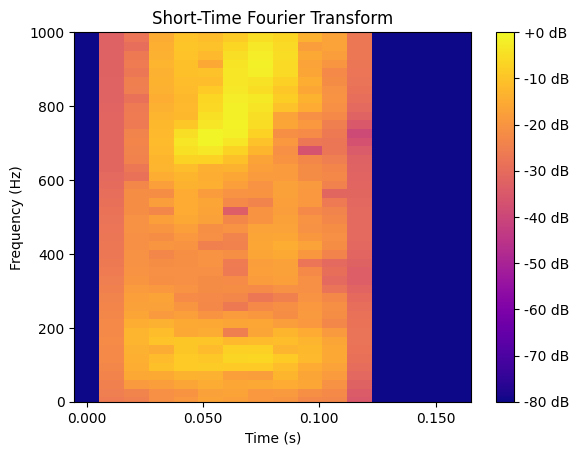 Short-Time Fourier Transform
1000
800
600
400
200
0
Frequency (Hz)
0.000
0.050
0.100
0.150
Time (s)
+0 dB
-10 dB
-20 dB
-30 dB
-40 dB
-50 dB
-60 dB
-70 dB
-80 dB